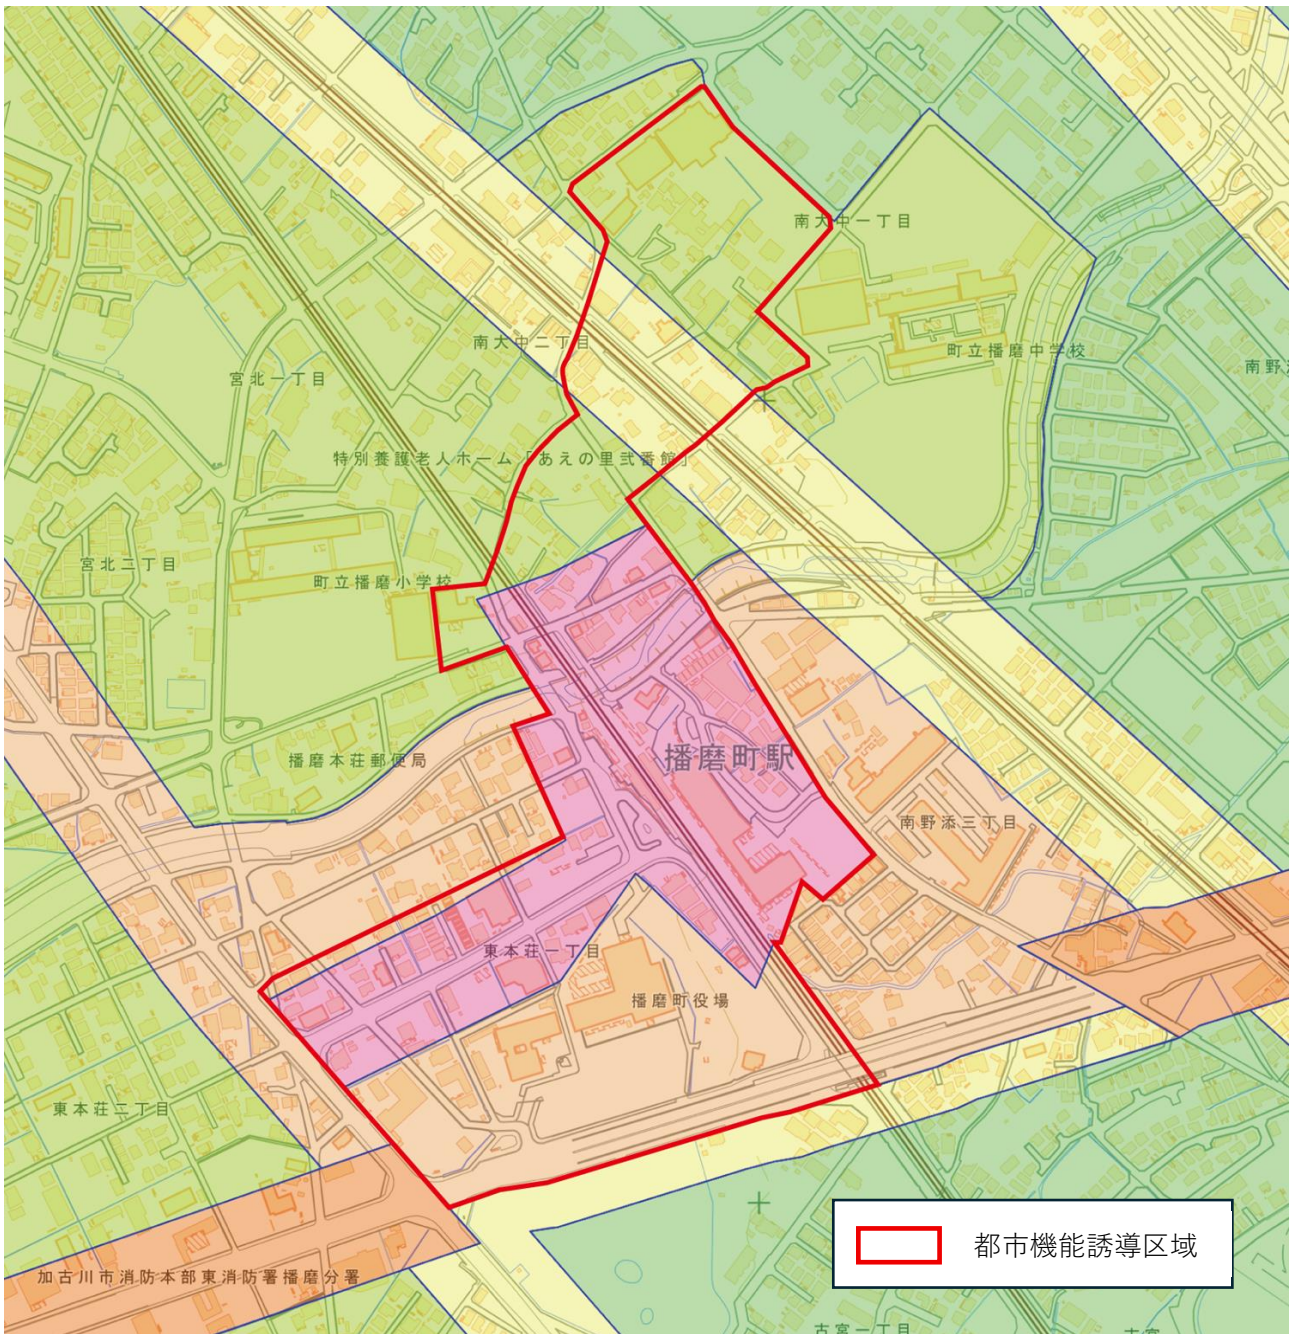 南大中一丁目
南大中二丁目
町立播磨中学校
宮北一丁目
南野添
特別養護老人ホーム「あえの里弐番館」
宮北二丁目
町立播磨小学校
播磨町駅
播磨本荘郵便局
南野添三丁目
東本荘一丁目
播磨町役場
東本荘二丁目
都市機能誘導区域
加古川市消防本部東消防署播磨分署
古宮一丁目
古宮